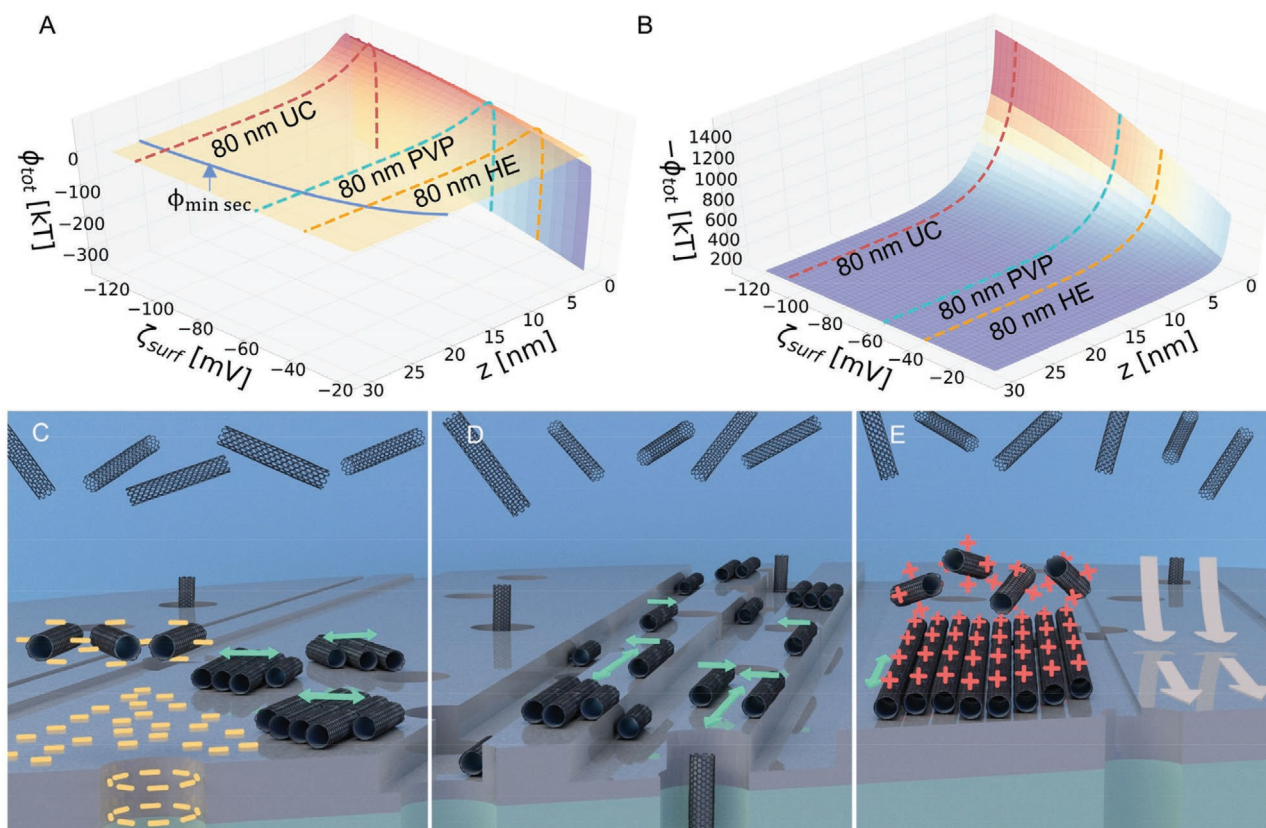 A
80 nm UC
80 nm PVP
80 nm HE
ϕmin sec
ϕtot [kT]
0
−100
−200
−300
−120
−100
−80
−60
−40
−20
ζsurf [mV]
30
25
20
15
10
5
0
z [nm]
B
80 nm UC
80 nm PVP
80 nm HE
−ϕtot [kT]
1400
1200
1000
800
600
400
200
−120
−100
−80
−60
−40
−20
ζsurf [mV]
30
25
20
15
10
5
0
z [nm]
C
D
E